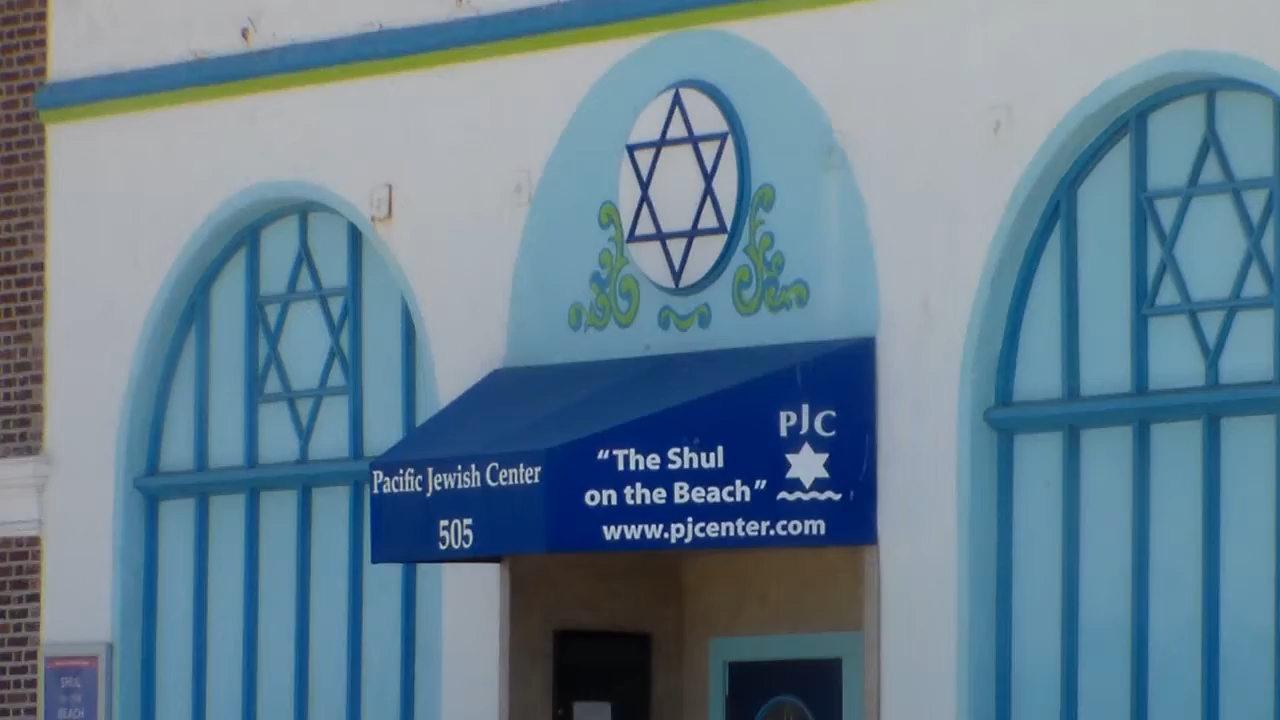 Pacific Jewish Center
505
"The Shul
on the Beach"
www.pjcenter.com
PJC
SHUL
BEACH